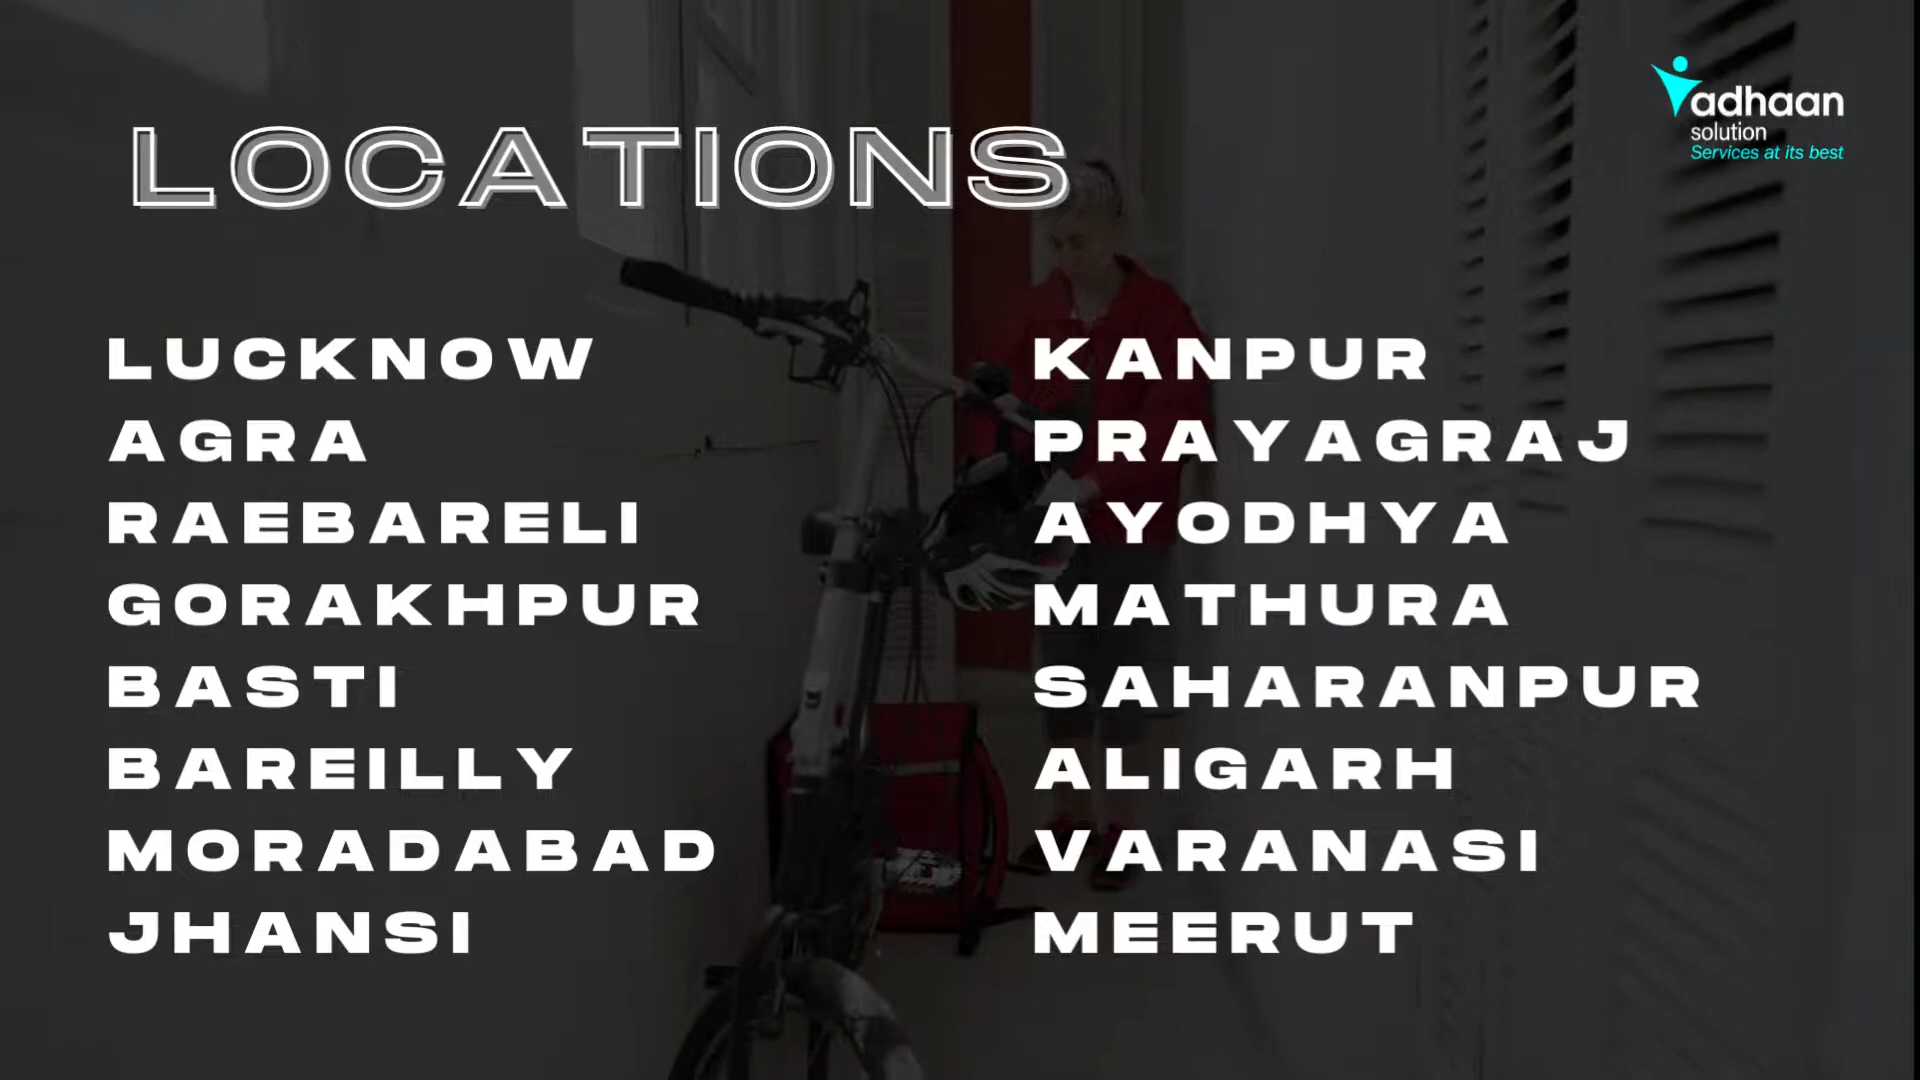 LOCATIONS
adhaan
solution
Services at its best
LUCKNOW
AGRA
RAEBARELI
GORAKHPUR
BASTI
BAREILLY
MORADABAD
JHANSI
KANPUR
PRAYAGRAJ
AYODHYA
MATHURA
SAHARANPUR
ALIGARH
VARANASI
MEERUT